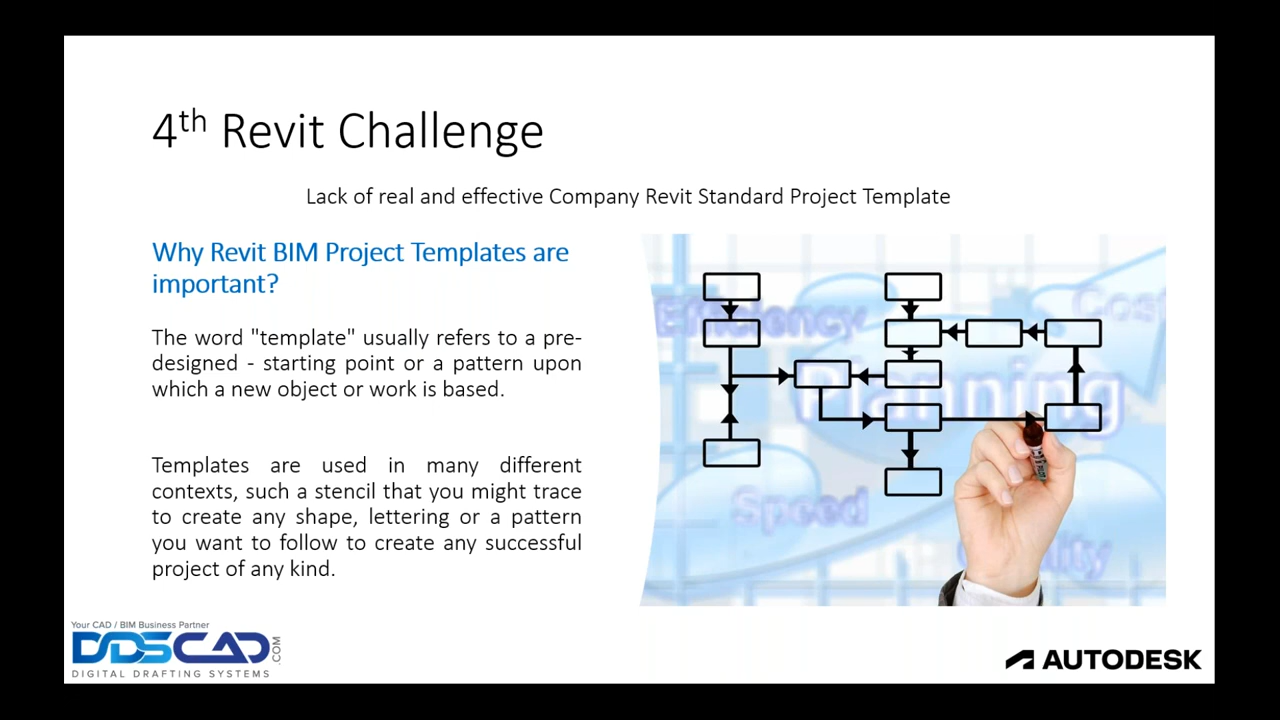 4th Revit Challenge
Lack of real and effective Company Revit Standard Project Template
Why Revit BIM Project Templates are
important?
The word "template" usually refers to a pre-
designed - starting point or a pattern upon
which a new object or work is based.
Templates are used in many different
contexts, such a stencil that you might trace
to create any shape, lettering or a pattern
you want to follow to create any successful
project of any kind.
Efficiency
Cost
Planning
Speed
Your CAD / BIM Business Partner
DDSCAD.COM
DIGITAL DRAFTING SYSTEMS
AUTODESK